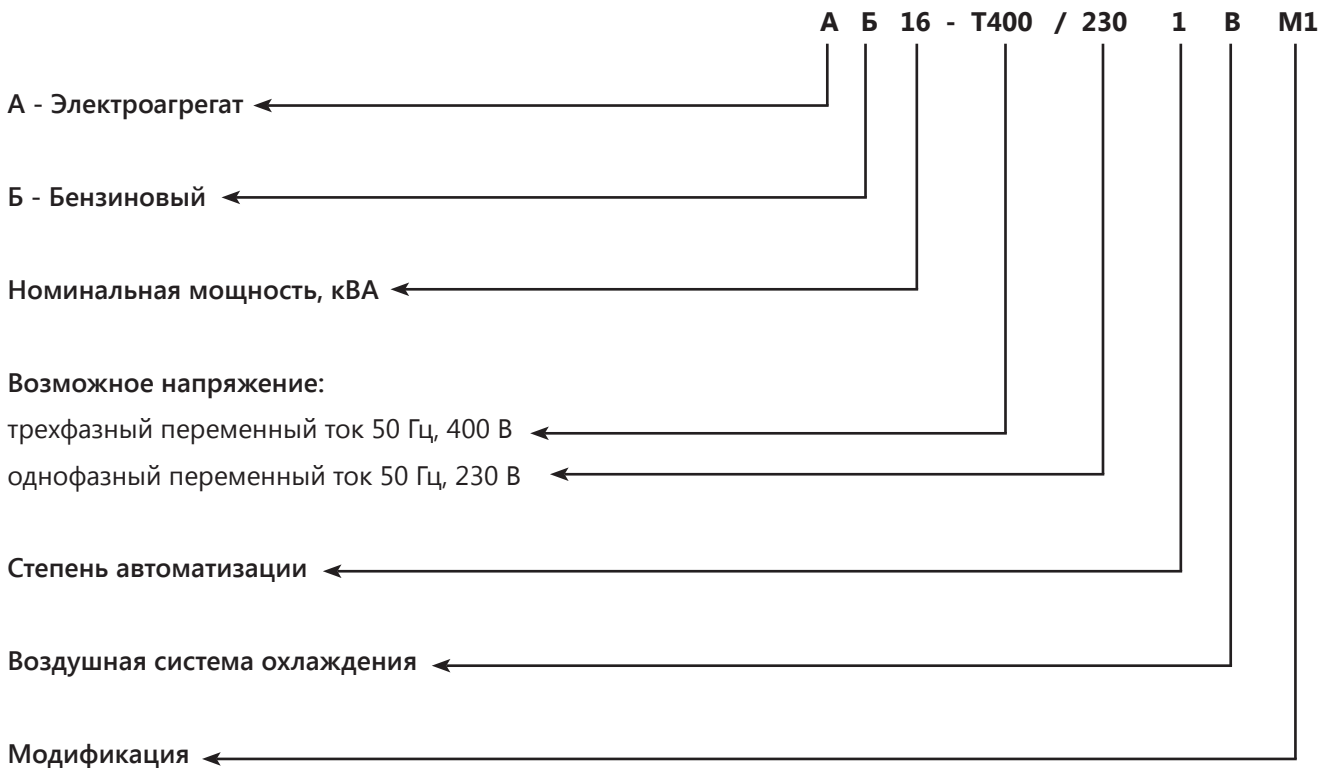 А Б 16 - Т400 / 230 1 В М1
А - Электроагрегат
Б - Бензиновый
Номинальная мощность, кВА
Возможное напряжение:
трехфазный переменный ток 50 Гц, 400 В
однофазный переменный ток 50 Гц, 230 В
Степень автоматизации
Воздушная система охлаждения
Модификация